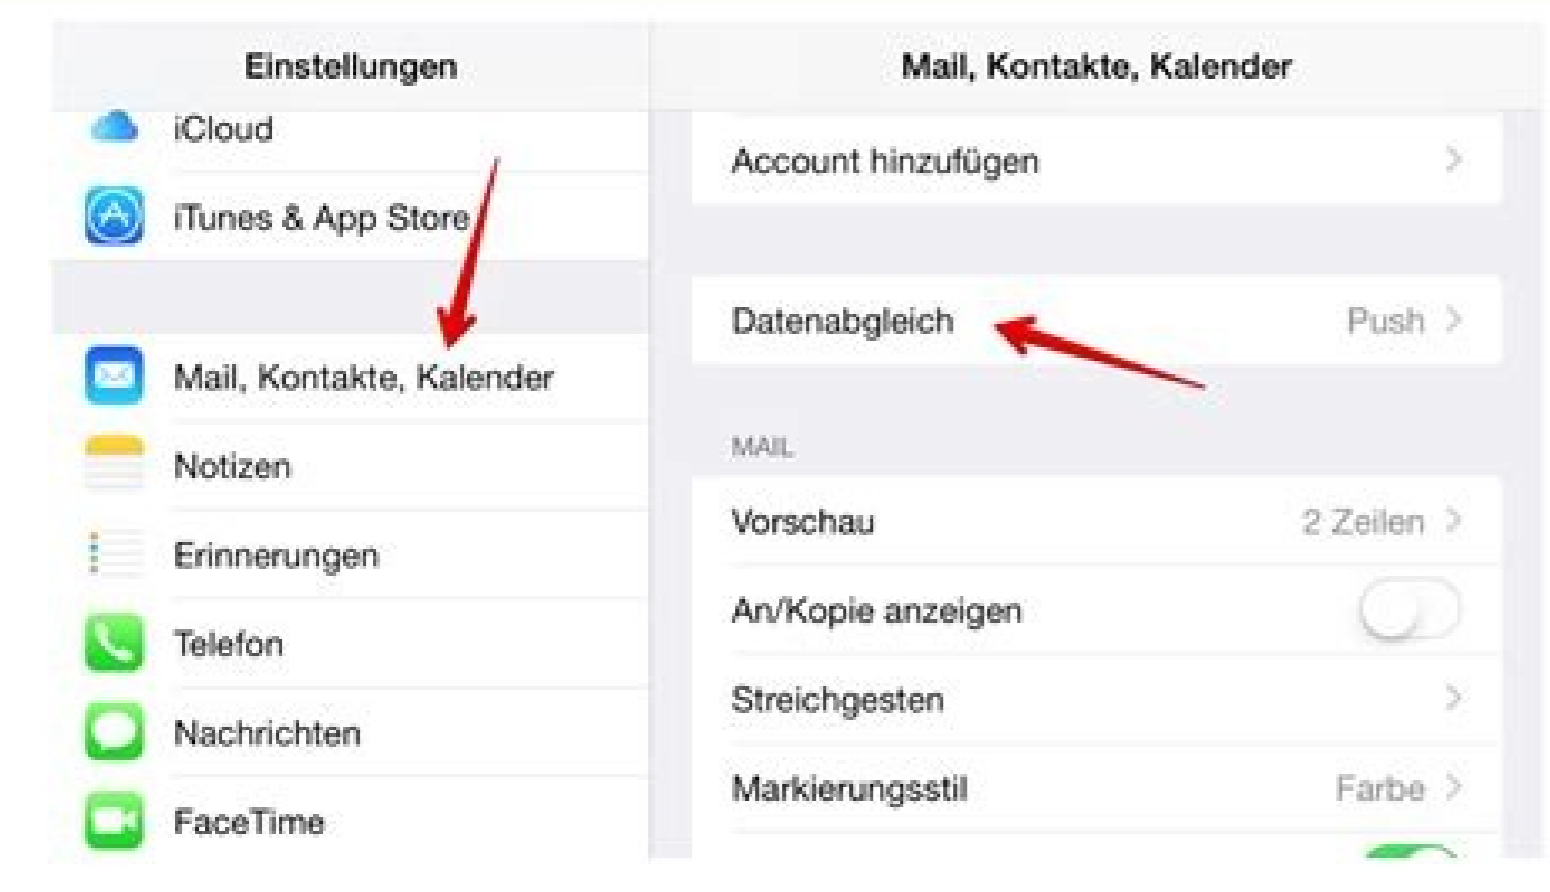 Einstellungen
iCloud
iTunes & App Store
Mail, Kontakte, Kalender
Notizen
Erinnerungen
Telefon
Nachrichten
FaceTime
Mail, Kontakte, Kalender
Account hinzufügen
Datenabgleich Push
MAIL
Vorschau 2 Zeilen
An/Kopie anzeigen
Streichgesten
Markierungsstil Farbe